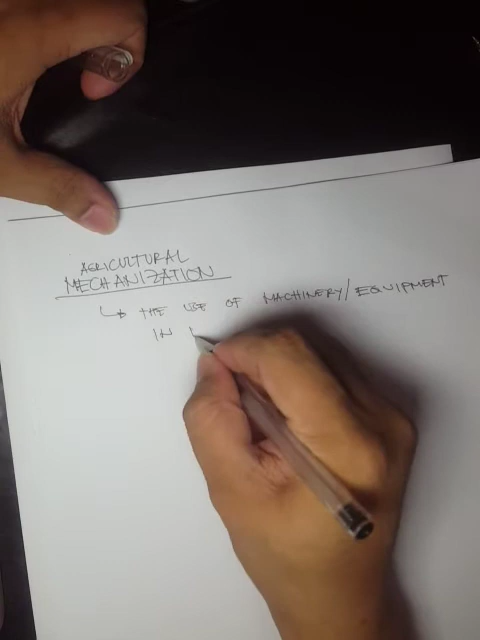 AGRICULTURAL
MECHANIZATION
↳ THE USE OF MACHINERY/EQUIPMENT
IN